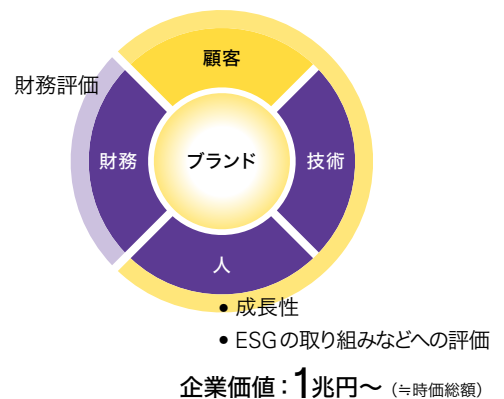 顧客
財務評価
財務
ブランド
技術
人
• 成長性
• ESGの取り組みなどへの評価
企業価値：1兆円～（≒時価総額）